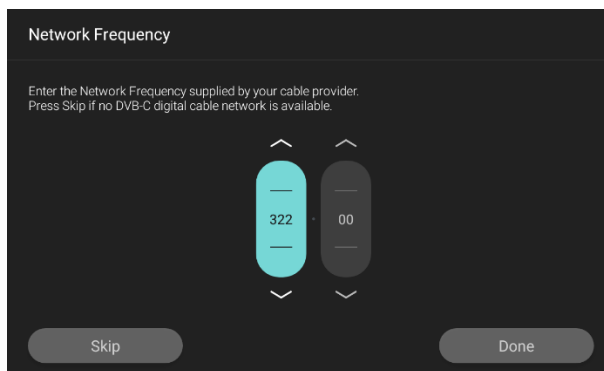 Network Frequency
Enter the Network Frequency supplied by your cable provider.
Press Skip if no DVB-C digital cable network is available.
322 . 00
Skip Done